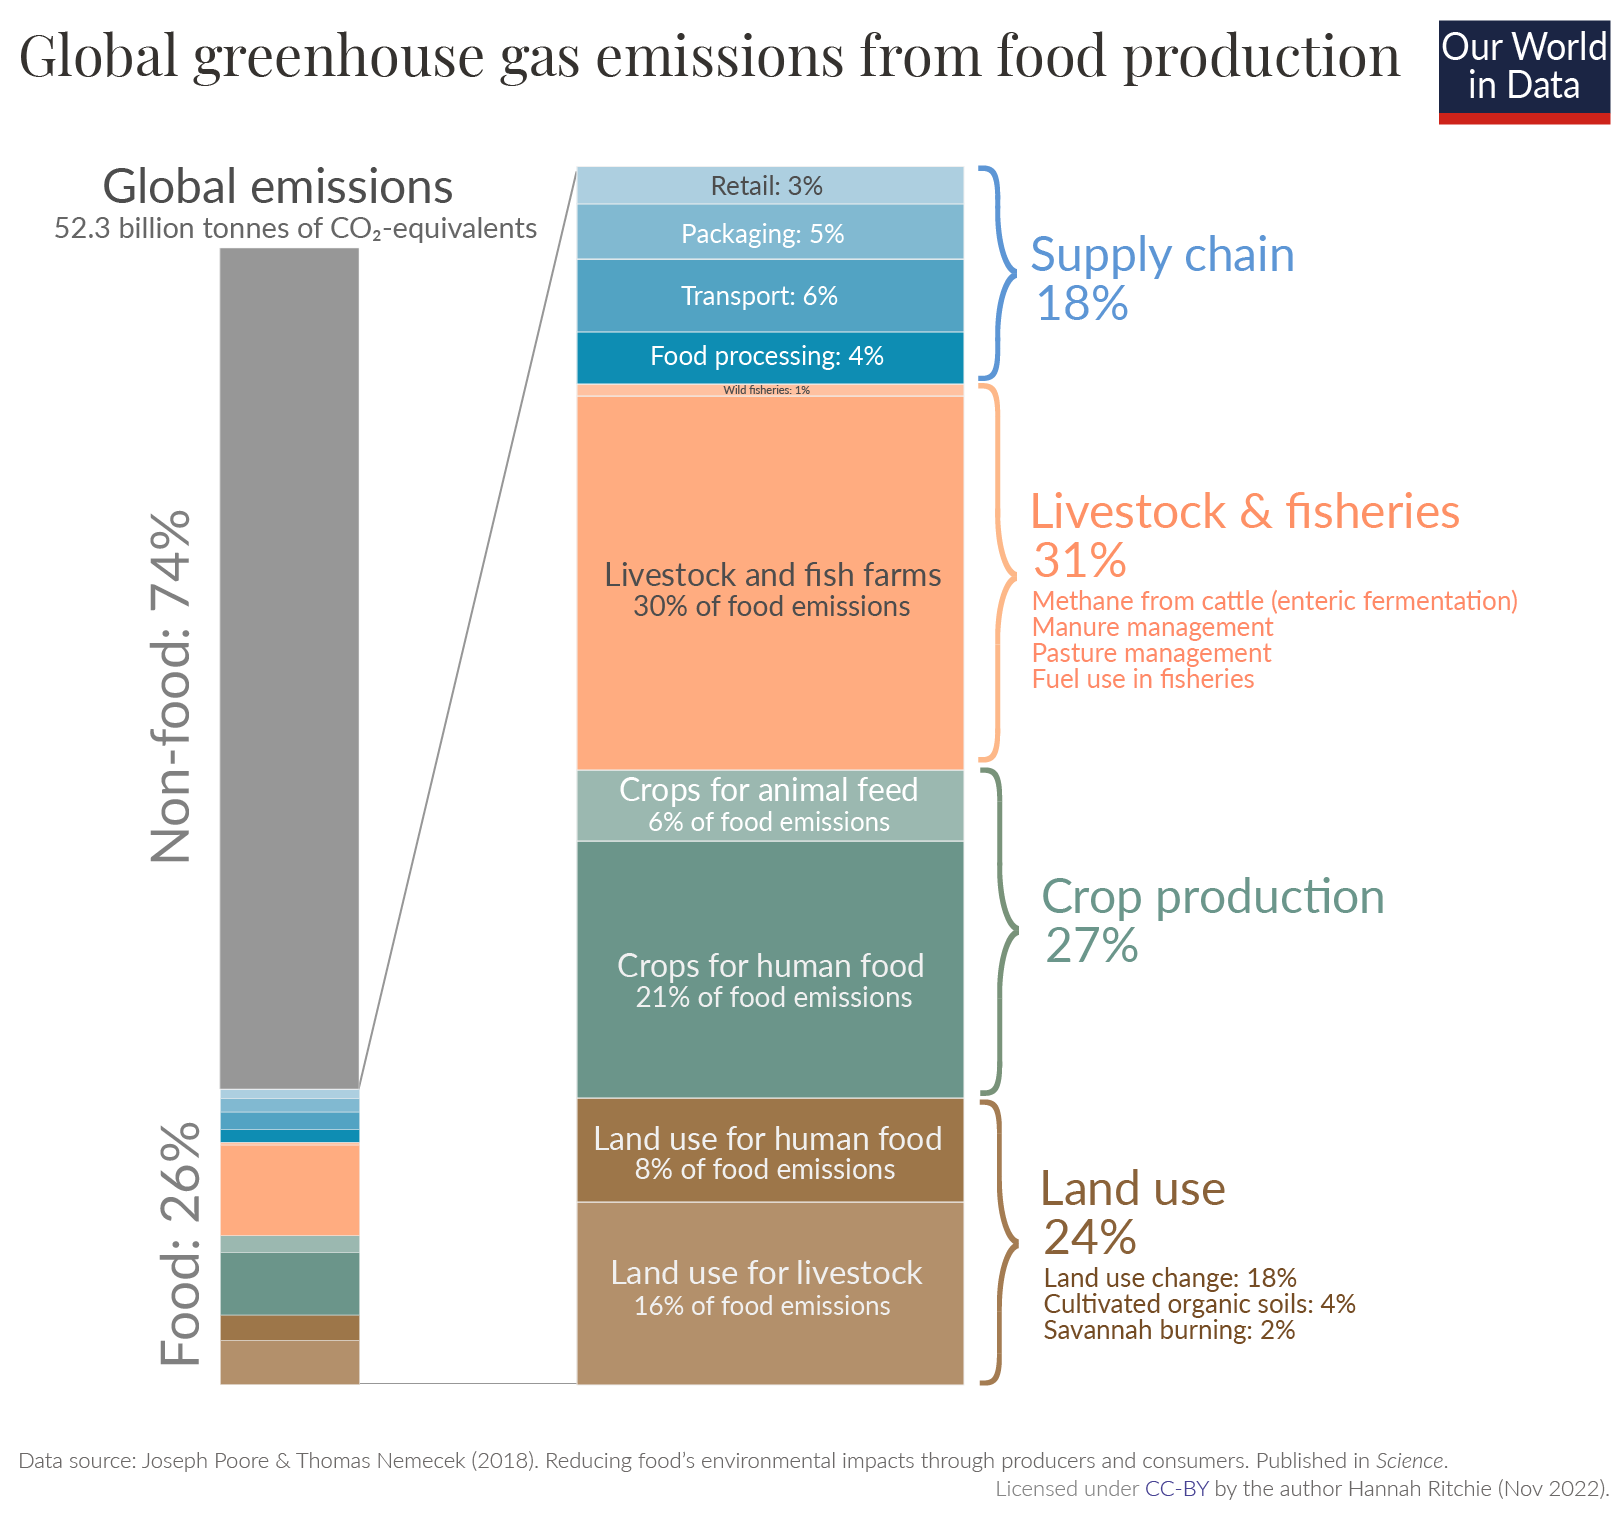 Global greenhouse gas emissions from food production
Our World
in Data
Global emissions
52.3 billion tonnes of CO₂-equivalents
Non-food: 74%
Food: 26%
Retail: 3%
Packaging: 5%
Transport: 6%
Food processing: 4%
Wild fisheries: 1%
Livestock and fish farms
30% of food emissions
Crops for animal feed
6% of food emissions
Crops for human food
21% of food emissions
Land use for human food
8% of food emissions
Land use for livestock
16% of food emissions
Supply chain
18%
Livestock & fisheries
31%
Methane from cattle (enteric fermentation)
Manure management
Pasture management
Fuel use in fisheries
Crop production
27%
Land use
24%
Land use change: 18%
Cultivated organic soils: 4%
Savannah burning: 2%
Data source: Joseph Poore & Thomas Nemecek (2018). Reducing food’s environmental impacts through producers and consumers. Published in Science.
Licensed under CC-BY by the author Hannah Ritchie (Nov 2022).